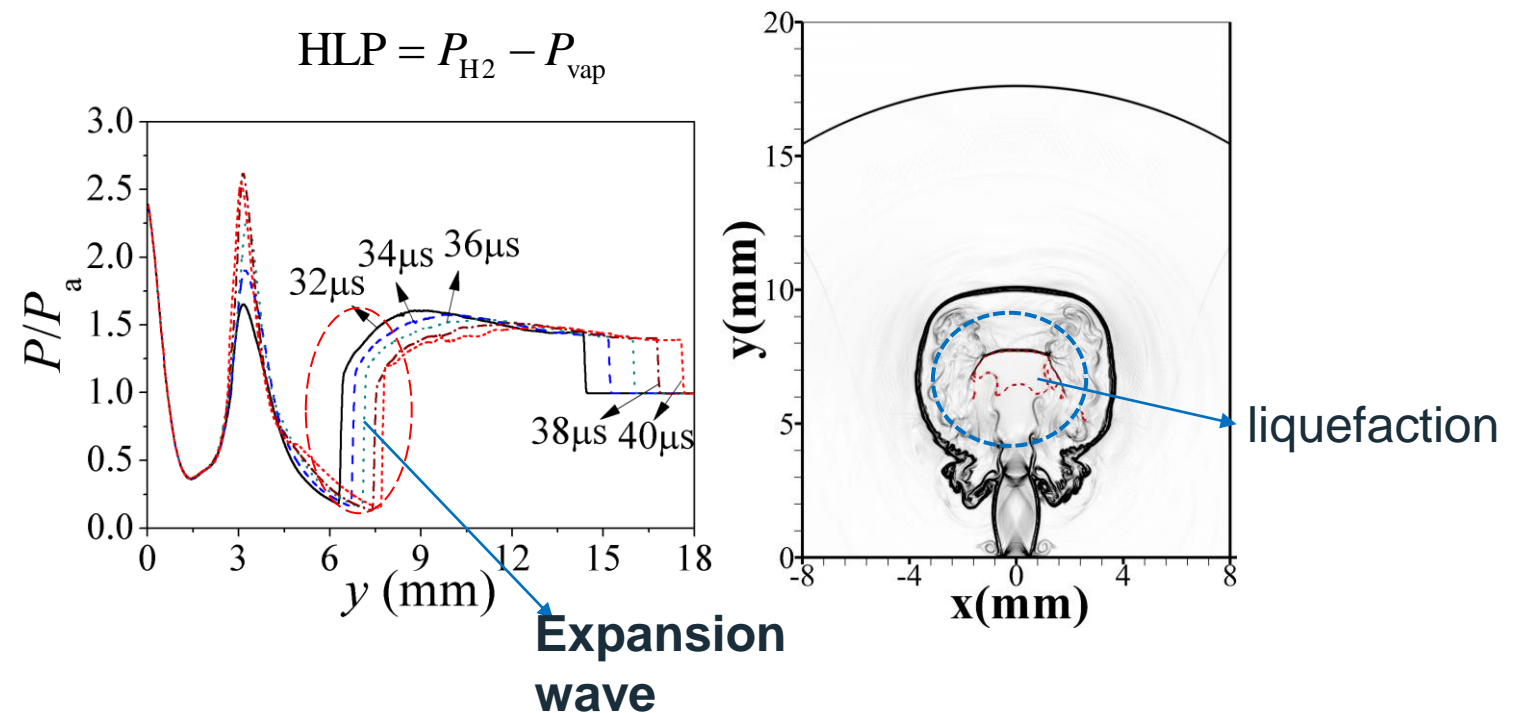 HLP = P_H2 − P_vap
3.0
2.5
2.0
1.5
1.0
0.5
0.0
P/P_a
0 3 6 9 12 15 18
y (mm)
32μs
34μs
36μs
38μs
40μs
Expansion
wave
20
15
10
5
0
y(mm)
-8 -4 0 4 8
x(mm)
liquefaction